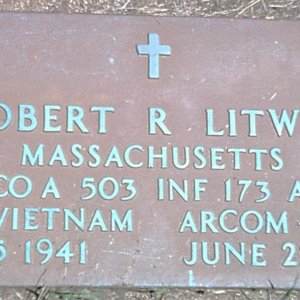 OBERT R LITW
MASSACHUSETTS
CO A 503 INF 173 A
VIETNAM ARCOM
5 1941 JUNE 2
L